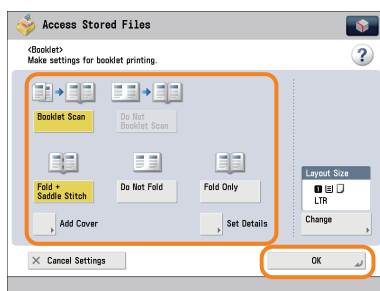 Access Stored Files
<Booklet>
Make settings for booklet printing.
?
Booklet Scan
Do Not
Booklet Scan
Fold +
Saddle Stitch
Do Not Fold
Fold Only
Add Cover
Set Details
Layout Size
1
LTR
Change
Cancel Settings
OK